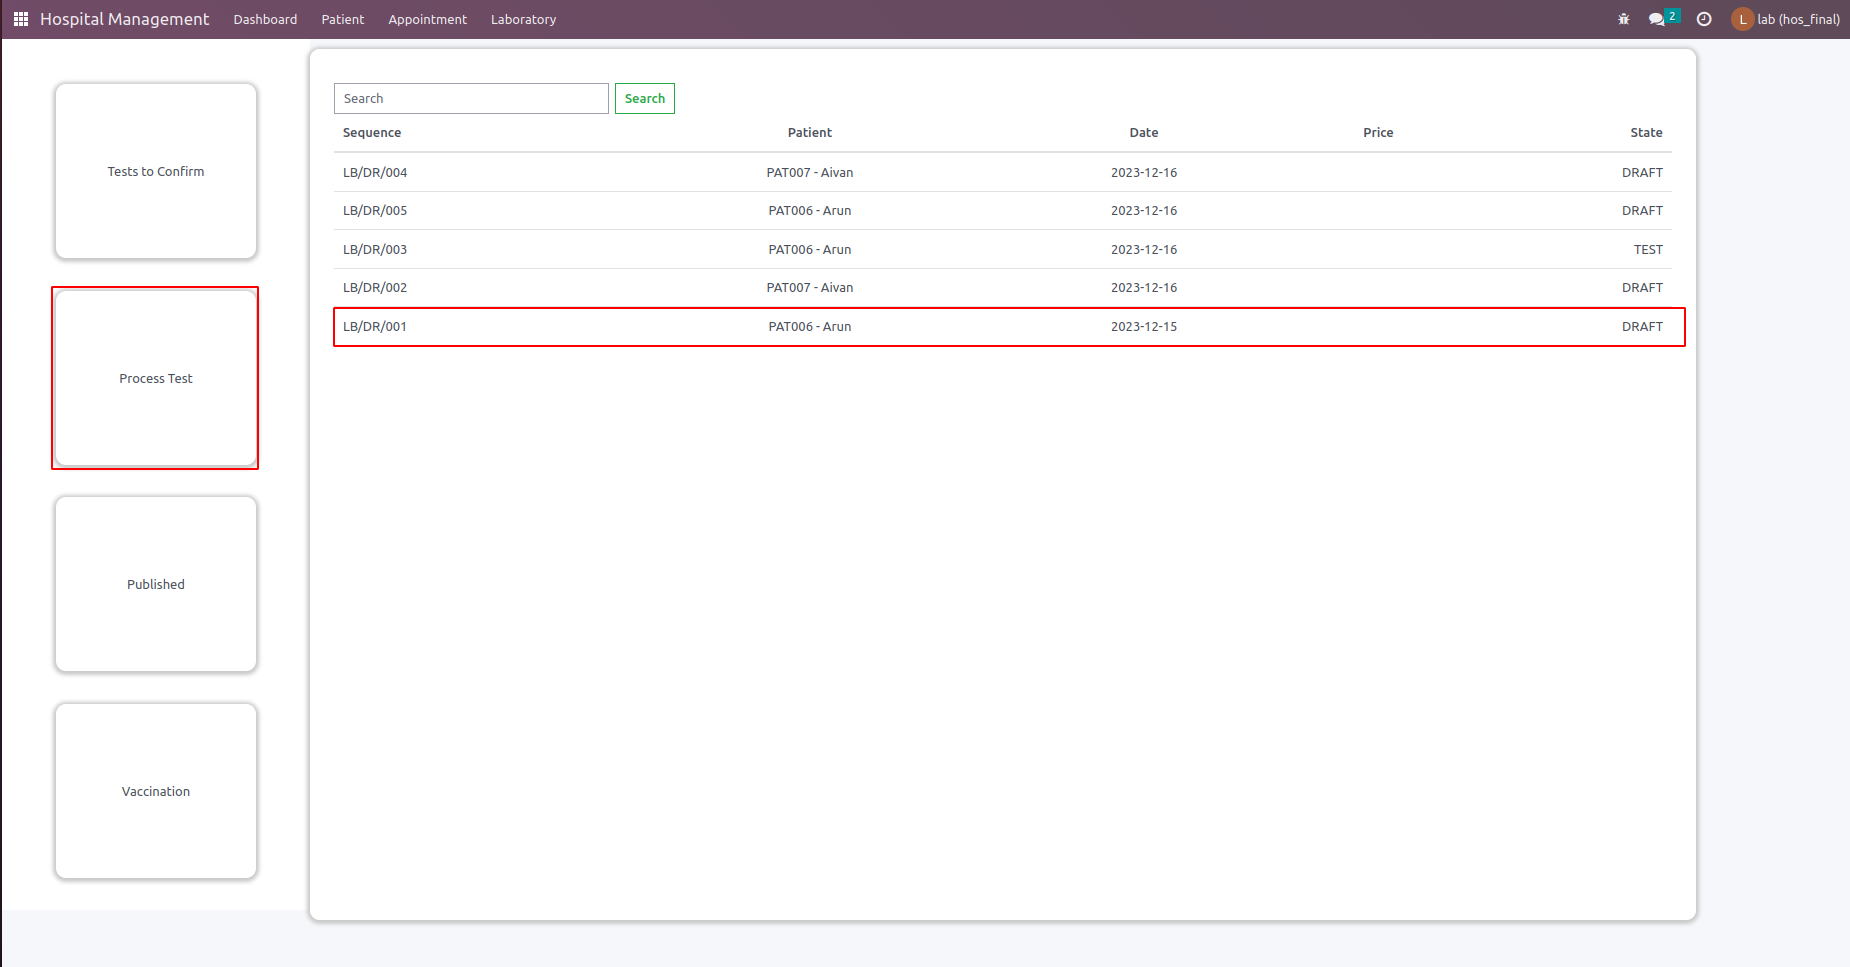 Hospital Management Dashboard Patient Appointment Laboratory 2 L lab (hos_final)
Tests to Confirm
Process Test
Published
Vaccination
Search Search
Sequence Patient Date Price State
LB/DR/004 PAT007 - Aivan 2023-12-16 DRAFT
LB/DR/005 PAT006 - Arun 2023-12-16 DRAFT
LB/DR/003 PAT006 - Arun 2023-12-16 TEST
LB/DR/002 PAT007 - Aivan 2023-12-16 DRAFT
LB/DR/001 PAT006 - Arun 2023-12-15 DRAFT